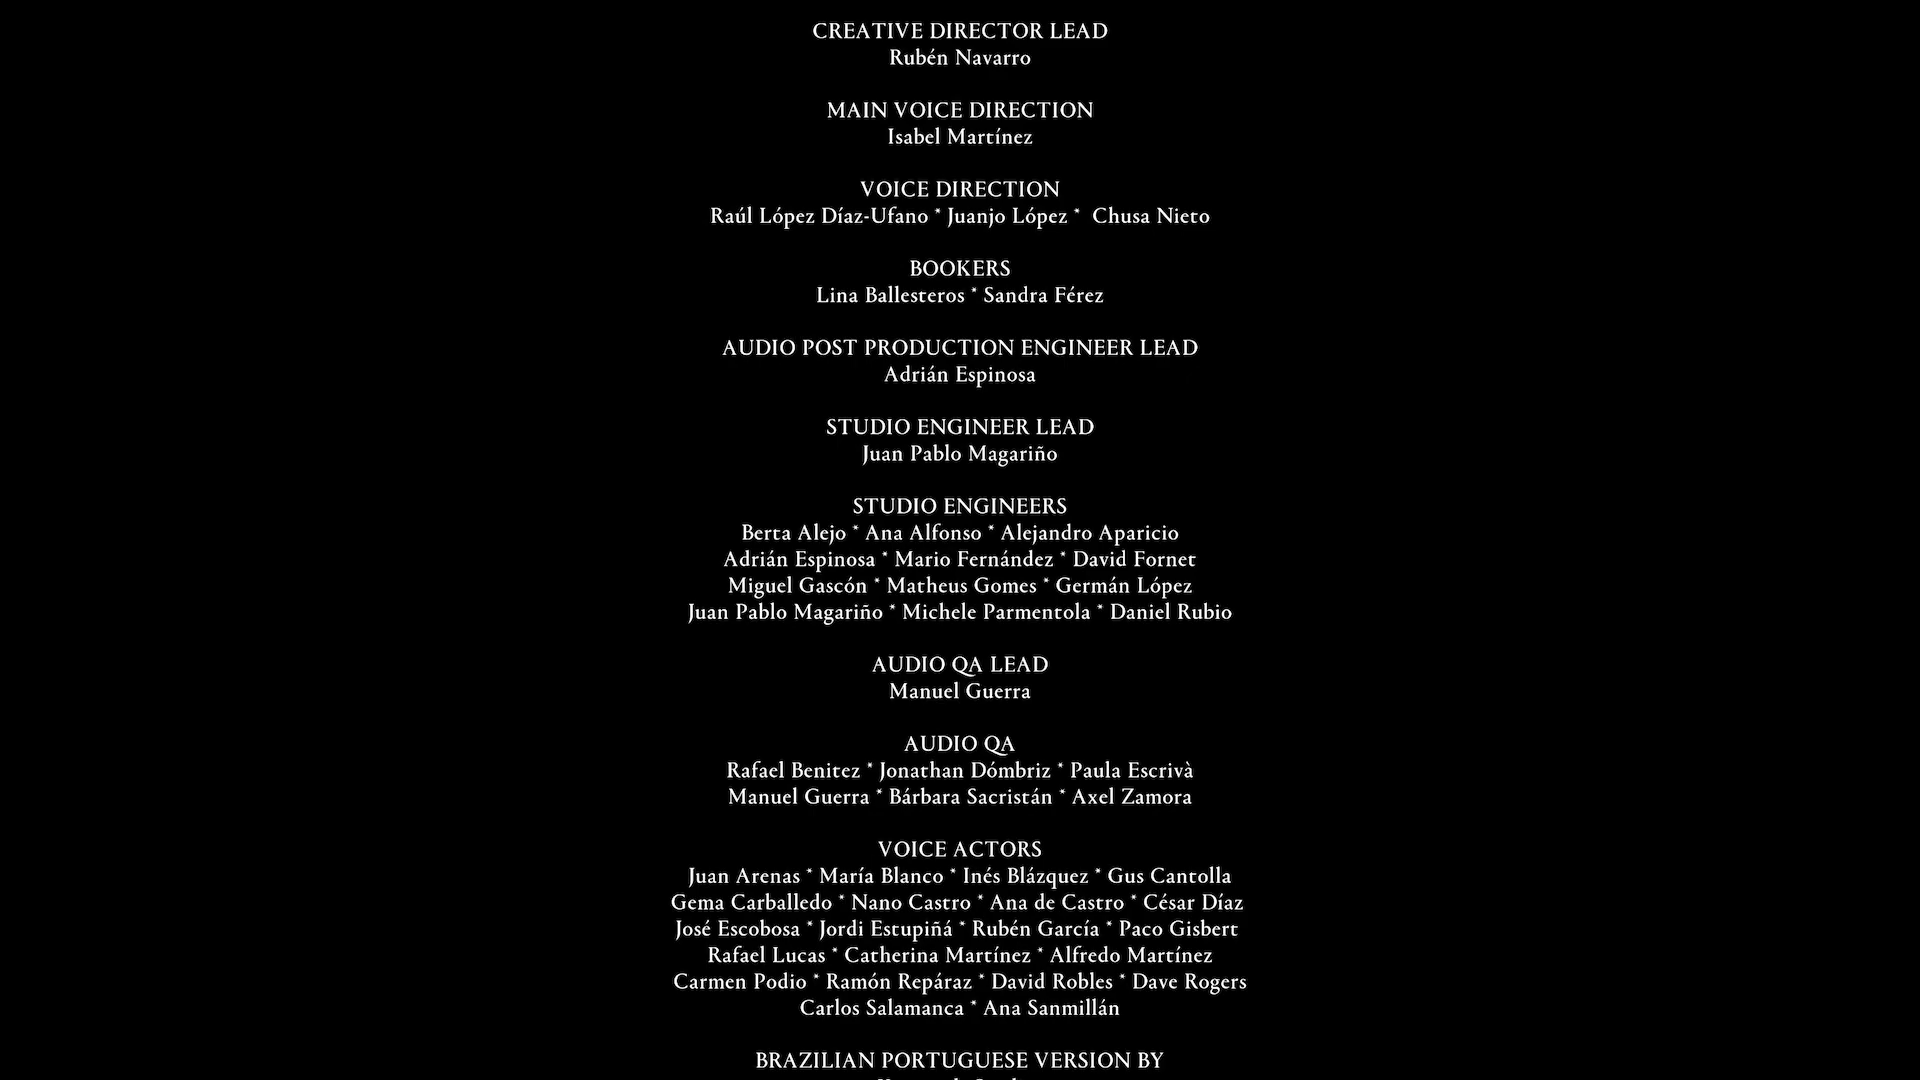 CREATIVE DIRECTOR LEAD
Rubén Navarro
MAIN VOICE DIRECTION
Isabel Martínez
VOICE DIRECTION
Raúl López Díaz-Ufano * Juanjo López *  Chusa Nieto
BOOKERS
Lina Ballesteros * Sandra Férez
AUDIO POST PRODUCTION ENGINEER LEAD
Adrián Espinosa
STUDIO ENGINEER LEAD
Juan Pablo Magariño
STUDIO ENGINEERS
Berta Alejo * Ana Alfonso * Alejandro Aparicio
Adrián Espinosa * Mario Fernández * David Fornet
Miguel Gascón * Matheus Gomes * Germán López
Juan Pablo Magariño * Michele Parmentola * Daniel Rubio
AUDIO QA LEAD
Manuel Guerra
AUDIO QA
Rafael Benitez * Jonathan Dómbriz * Paula Escrivà
Manuel Guerra * Bárbara Sacristán * Axel Zamora
VOICE ACTORS
Juan Arenas * María Blanco * Inés Blázquez * Gus Cantolla
Gema Carballedo * Nano Castro * Ana de Castro * César Díaz
José Escobosa * Jordi Estupiñá * Rubén García * Paco Gisbert
Rafael Lucas * Catherina Martínez * Alfredo Martínez
Carmen Podio * Ramón Repáraz * David Robles * Dave Rogers
Carlos Salamanca * Ana Sanmillán
BRAZILIAN PORTUGUESE VERSION BY